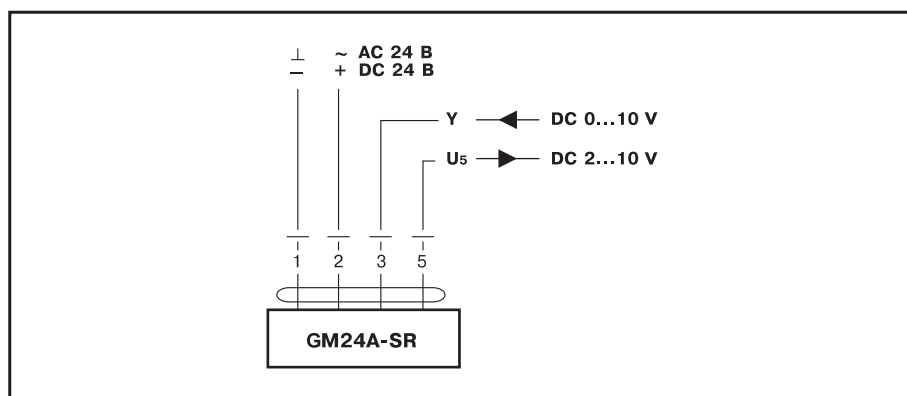 ⊥ ~ AC 24 В
– + DC 24 В
Y DC 0...10 V
U5 DC 2...10 V
1 2 3 5
GM24A-SR